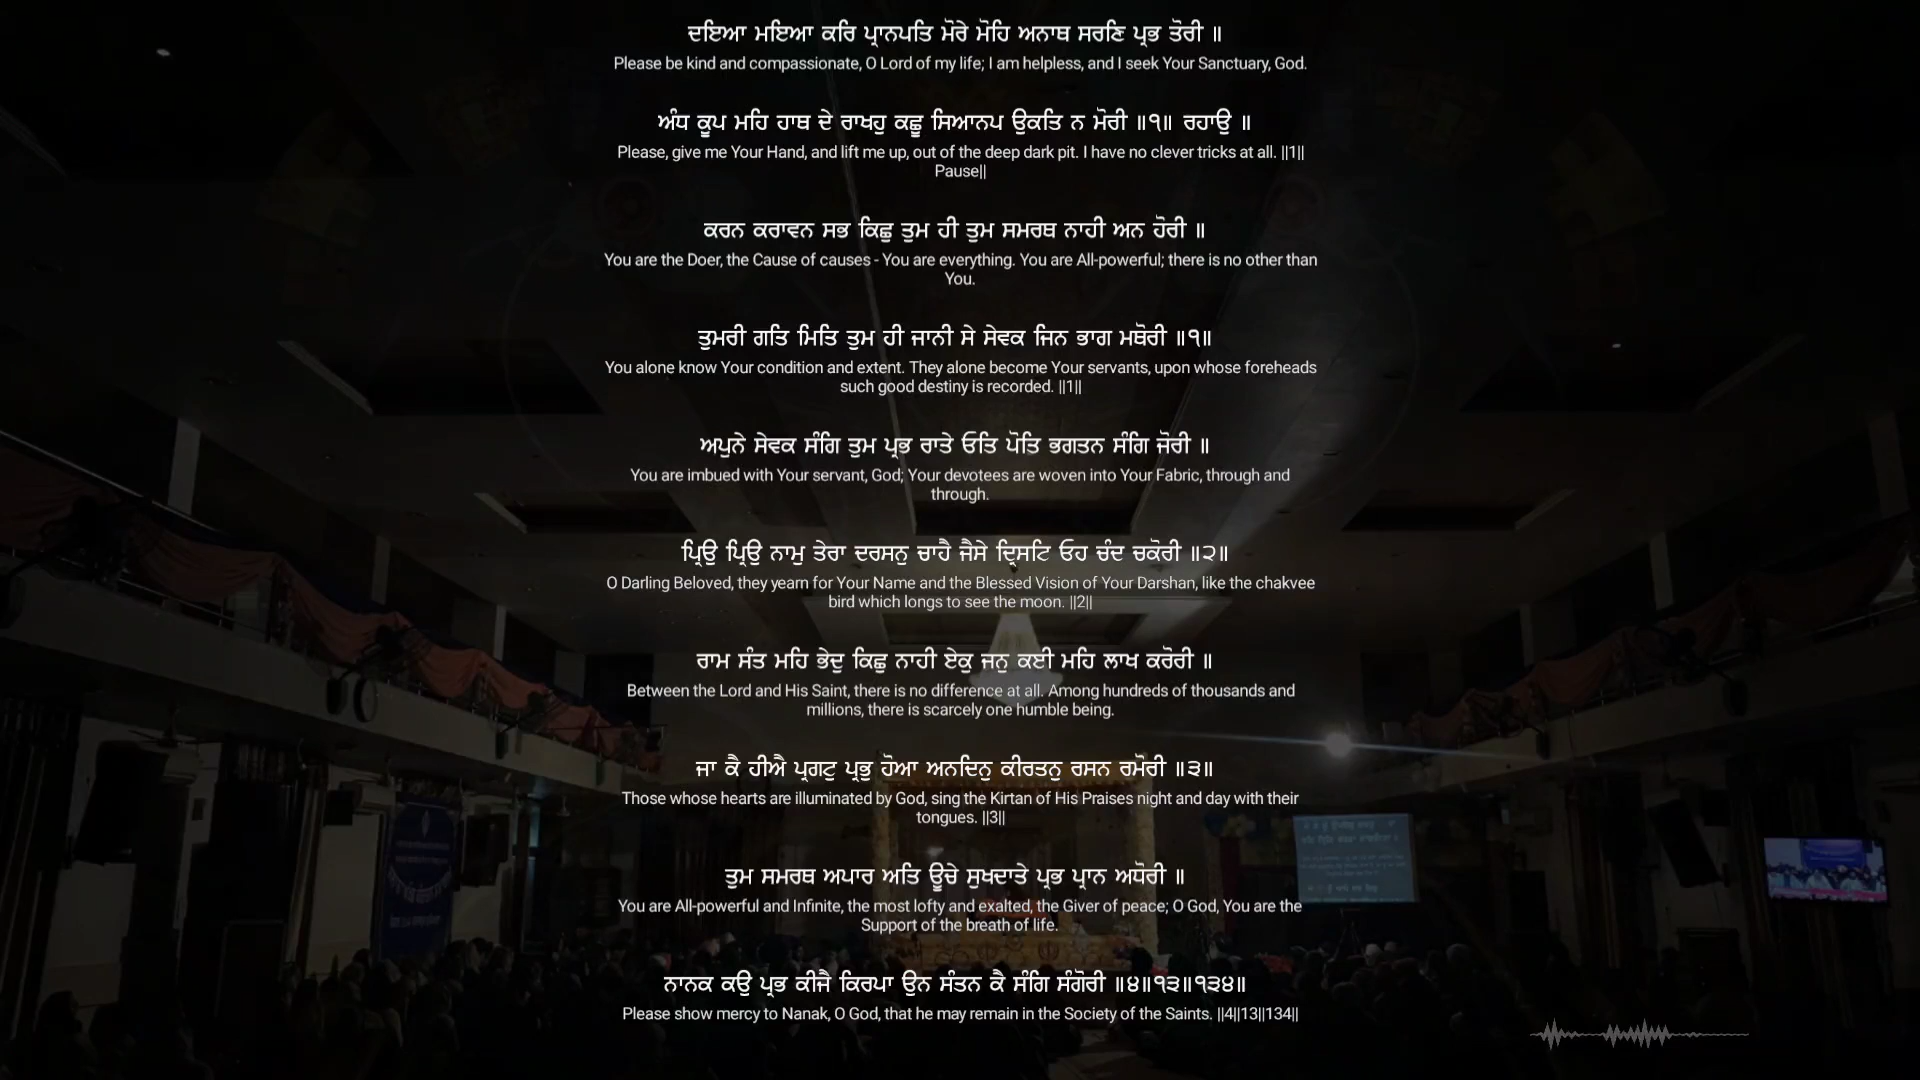 ਦਇਆ ਮਇਆ ਕਰਿ ਪ੍ਰਾਨਪਤਿ ਮੋਰੇ ਮੋਹਿ ਅਨਾਥ ਸਰਣਿ ਪ੍ਰਭ ਤੋਰੀ ॥
Please be kind and compassionate, O Lord of my life; I am helpless, and I seek Your Sanctuary, God.
ਅੰਧ ਕੂਪ ਮਹਿ ਹਾਥ ਦੇ ਰਾਖਹੁ ਕਛੂ ਸਿਆਨਪ ਉਕਤਿ ਨ ਮੋਰੀ ॥੧॥ ਰਹਾਉ ॥
Please, give me Your Hand, and lift me up, out of the deep dark pit. I have no clever tricks at all. ||1||
Pause||
ਕਰਨ ਕਰਾਵਨ ਸਭ ਕਿਛੁ ਤੁਮ ਹੀ ਤੁਮ ਸਮਰਥ ਨਾਹੀ ਅਨ ਹੋਰੀ ॥
You are the Doer, the Cause of causes - You are everything. You are All-powerful; there is no other than
You.
ਤੁਮਰੀ ਗਤਿ ਮਿਤਿ ਤੁਮ ਹੀ ਜਾਨੀ ਸੇ ਸੇਵਕ ਜਿਨ ਭਾਗ ਮਥੋਰੀ ॥੧॥
You alone know Your condition and extent. They alone become Your servants, upon whose foreheads
such good destiny is recorded. ||1||
ਅਪੁਨੇ ਸੇਵਕ ਸੰਗਿ ਤੁਮ ਪ੍ਰਭ ਰਾਤੇ ਓਤਿ ਪੋਤਿ ਭਗਤਨ ਸੰਗਿ ਜੋਰੀ ॥
You are imbued with Your servant, God; Your devotees are woven into Your Fabric, through and
through.
ਪ੍ਰਿਉ ਪ੍ਰਿਉ ਨਾਮੁ ਤੇਰਾ ਦਰਸਨੁ ਚਾਹੈ ਜੈਸੇ ਦ੍ਰਿਸਟਿ ਓਹ ਚੰਦ ਚਕੋਰੀ ॥੨॥
O Darling Beloved, they yearn for Your Name and the Blessed Vision of Your Darshan, like the chakvee
bird which longs to see the moon. ||2||
ਰਾਮ ਸੰਤ ਮਹਿ ਭੇਦੁ ਕਿਛੁ ਨਾਹੀ ਏਕੁ ਜਨੁ ਕਈ ਮਹਿ ਲਾਖ ਕਰੋਰੀ ॥
Between the Lord and His Saint, there is no difference at all. Among hundreds of thousands and
millions, there is scarcely one humble being.
ਜਾ ਕੈ ਹੀਐ ਪ੍ਰਗਟੁ ਪ੍ਰਭੁ ਹੋਆ ਅਨਦਿਨੁ ਕੀਰਤਨੁ ਰਸਨ ਰਮੋਰੀ ॥੩॥
Those whose hearts are illuminated by God, sing the Kirtan of His Praises night and day with their
tongues. ||3||
ਤੁਮ ਸਮਰਥ ਅਪਾਰ ਅਤਿ ਊਚੇ ਸੁਖਦਾਤੇ ਪ੍ਰਭ ਪ੍ਰਾਨ ਅਧੋਰੀ ॥
You are All-powerful and Infinite, the most lofty and exalted, the Giver of peace; O God, You are the
Support of the breath of life.
ਨਾਨਕ ਕਉ ਪ੍ਰਭ ਕੀਜੈ ਕਿਰਪਾ ਉਨ ਸੰਤਨ ਕੈ ਸੰਗਿ ਸੰਗੋਰੀ ॥੪॥੧੩॥੧੩੪॥
Please show mercy to Nanak, O God, that he may remain in the Society of the Saints. ||4||13||134||